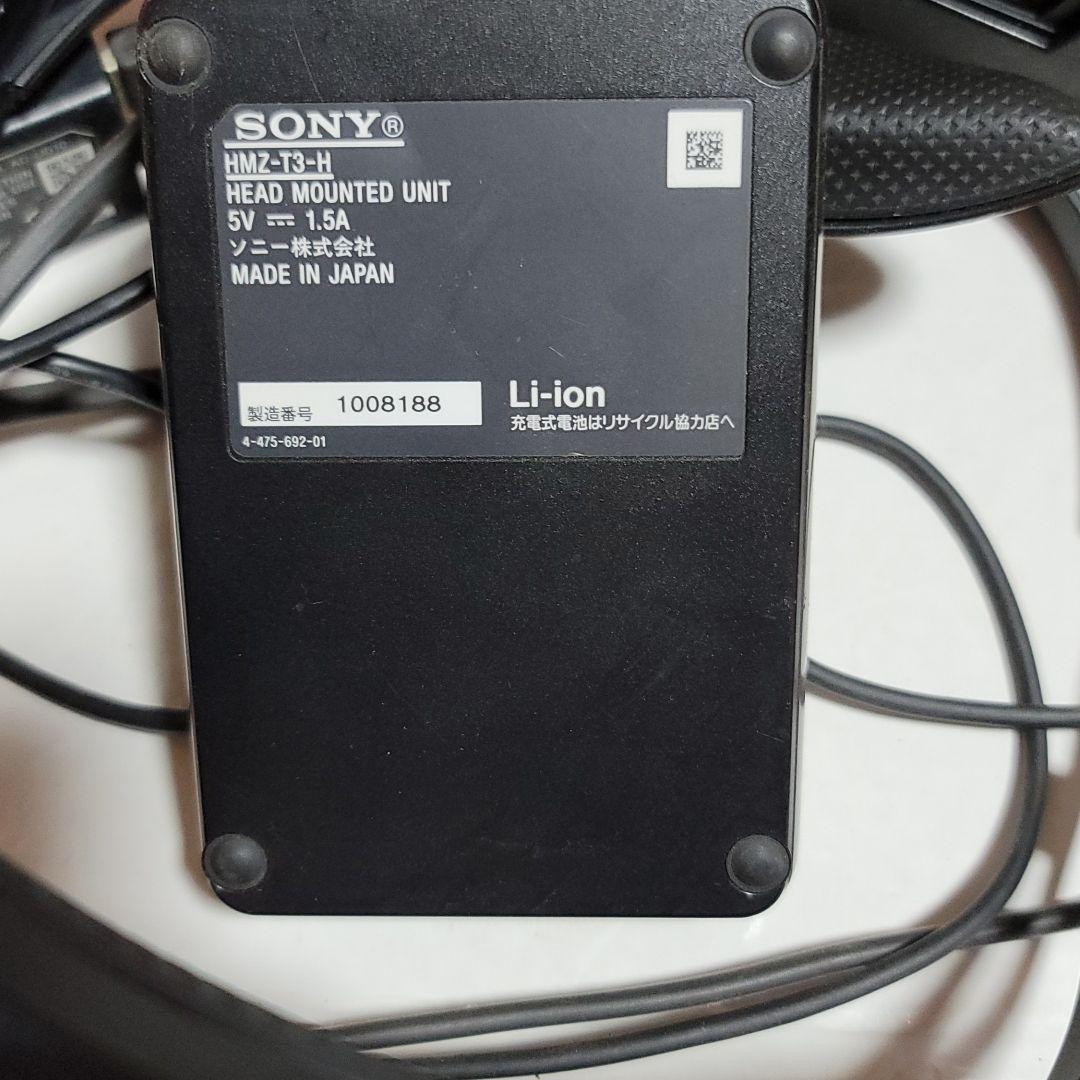 SONY®
HMZ-T3-H
HEAD MOUNTED UNIT
5V ⎓ 1.5A
ソニー株式会社
MADE IN JAPAN
製造番号 1008188
4-475-692-01
Li-ion
充電式電池はリサイクル協力店へ